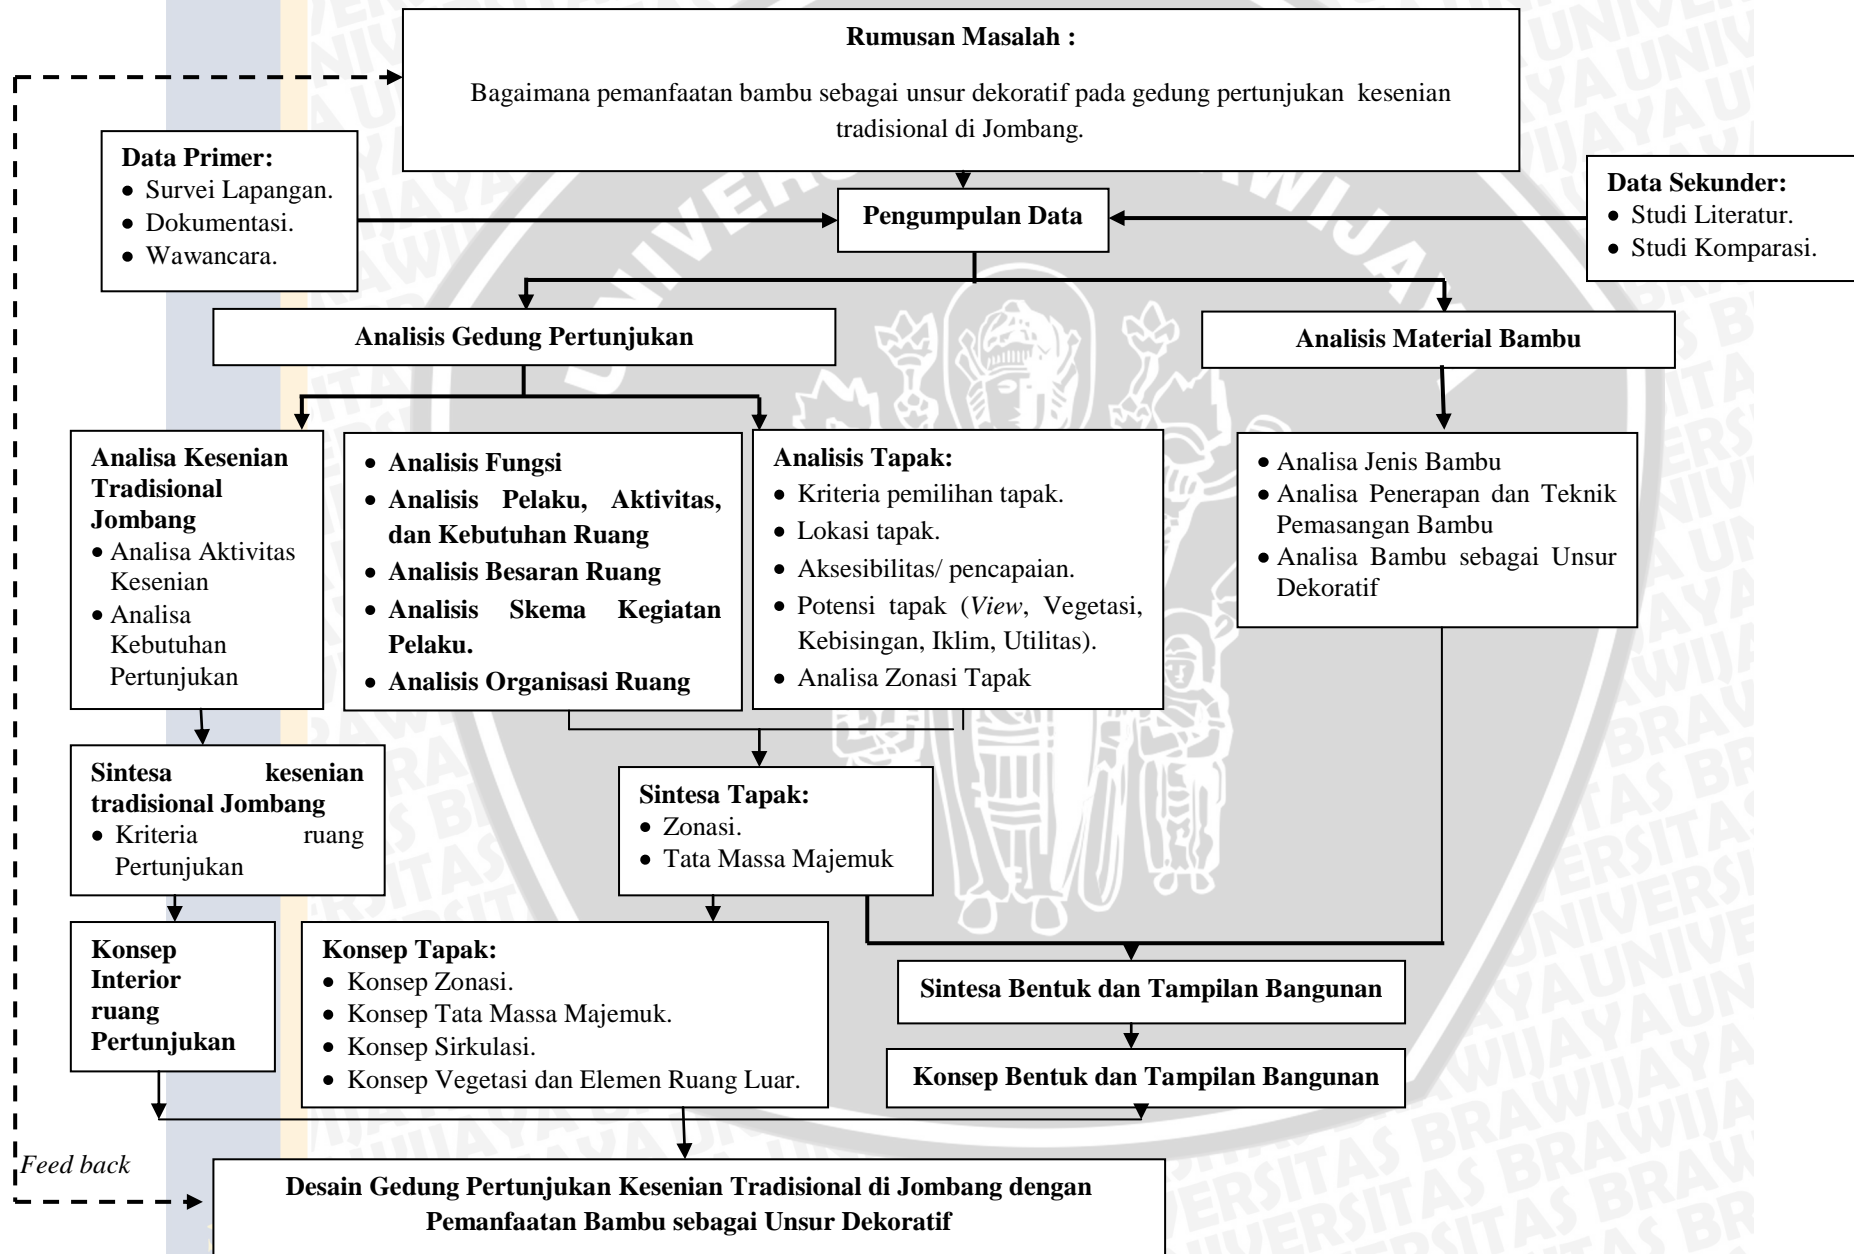 Rumusan Masalah :
Bagaimana pemanfaatan bambu sebagai unsur dekoratif pada gedung pertunjukan kesenian
tradisional di Jombang.
Data Primer:
• Survei Lapangan.
• Dokumentasi.
• Wawancara.
Pengumpulan Data
Data Sekunder:
• Studi Literatur.
• Studi Komparasi.
Analisis Gedung Pertunjukan
Analisis Material Bambu
Analisa Kesenian
Tradisional
Jombang
• Analisa Aktivitas
Kesenian
• Analisa
Kebutuhan
Pertunjukan
• Analisis Fungsi
• Analisis Pelaku, Aktivitas,
dan Kebutuhan Ruang
• Analisis Besaran Ruang
• Analisis Skema Kegiatan
Pelaku.
• Analisis Organisasi Ruang
Analisis Tapak:
• Kriteria pemilihan tapak.
• Lokasi tapak.
• Aksesibilitas/ pencapaian.
• Potensi tapak (View, Vegetasi,
Kebisingan, Iklim, Utilitas).
• Analisa Zonasi Tapak
• Analisa Jenis Bambu
• Analisa Penerapan dan Teknik
Pemasangan Bambu
• Analisa Bambu sebagai Unsur
Dekoratif
Sintesa kesenian
tradisional Jombang
• Kriteria ruang
Pertunjukan
Sintesa Tapak:
• Zonasi.
• Tata Massa Majemuk
Konsep
Interior
ruang
Pertunjukan
Konsep Tapak:
• Konsep Zonasi.
• Konsep Tata Massa Majemuk.
• Konsep Sirkulasi.
• Konsep Vegetasi dan Elemen Ruang Luar.
Sintesa Bentuk dan Tampilan Bangunan
Konsep Bentuk dan Tampilan Bangunan
Feed back
Desain Gedung Pertunjukan Kesenian Tradisional di Jombang dengan
Pemanfaatan Bambu sebagai Unsur Dekoratif